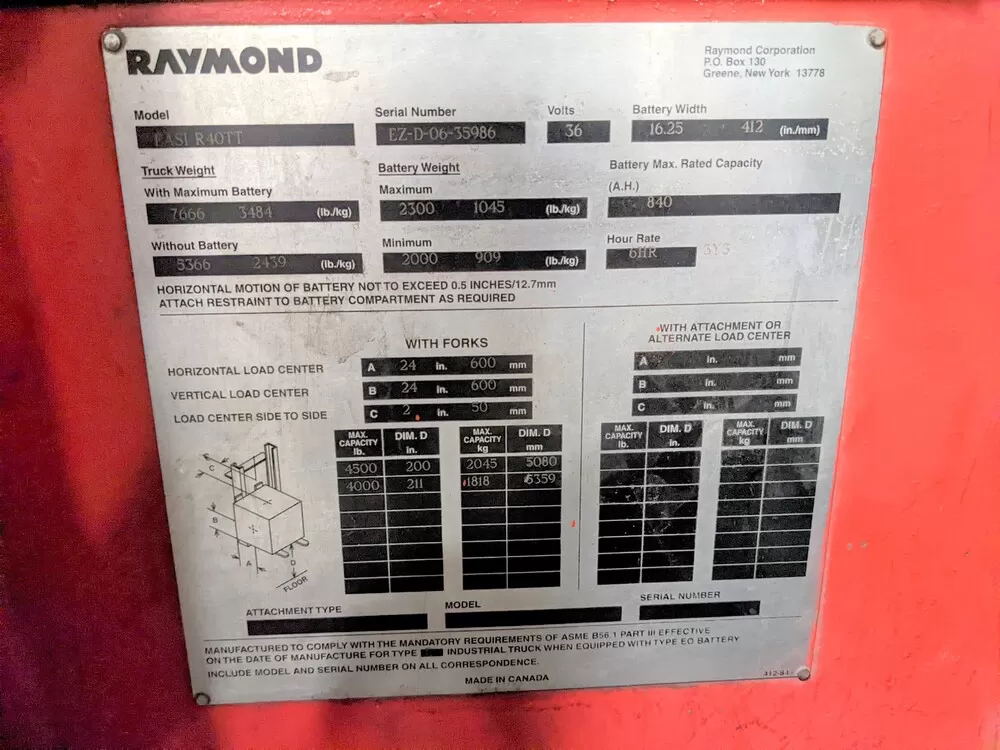 RAYMOND
Raymond Corporation
P.O. Box 130
Greene, New York 13778
Model
EASI R40TT
Serial Number
EZ-D-06-35986
Volts
36
Battery Width
16.25 412 (in./mm)
Truck Weight
With Maximum Battery
7666 3484 (lb./kg)
Without Battery
5366 2439 (lb./kg)
Battery Weight
Maximum
2300 1045 (lb./kg)
Minimum
2000 909 (lb./kg)
Battery Max. Rated Capacity
(A.H.)
840
Hour Rate
6HR
HORIZONTAL MOTION OF BATTERY NOT TO EXCEED 0.5 INCHES/12.7mm
ATTACH RESTRAINT TO BATTERY COMPARTMENT AS REQUIRED
WITH FORKS
HORIZONTAL LOAD CENTER A 24 in. 600 mm
VERTICAL LOAD CENTER B 24 in. 600 mm
LOAD CENTER SIDE TO SIDE C 2 in. 50 mm
MAX. CAPACITY lb. DIM. D in. MAX. CAPACITY kg DIM. D mm
4500 200 2045 5080
4000 211 1818 5359
WITH ATTACHMENT OR
ALTERNATE LOAD CENTER
A in. mm
B in. mm
C in. mm
MAX. CAPACITY lb. DIM. D in. MAX. CAPACITY kg DIM. D mm
C
B
A
D
FLOOR
ATTACHMENT TYPE
MODEL
SERIAL NUMBER
MANUFACTURED TO COMPLY WITH THE MANDATORY REQUIREMENTS OF ASME B56.1 PART III EFFECTIVE
ON THE DATE OF MANUFACTURE FOR TYPE INDUSTRIAL TRUCK WHEN EQUIPPED WITH TYPE EO BATTERY
INCLUDE MODEL AND SERIAL NUMBER ON ALL CORRESPONDENCE.
MADE IN CANADA